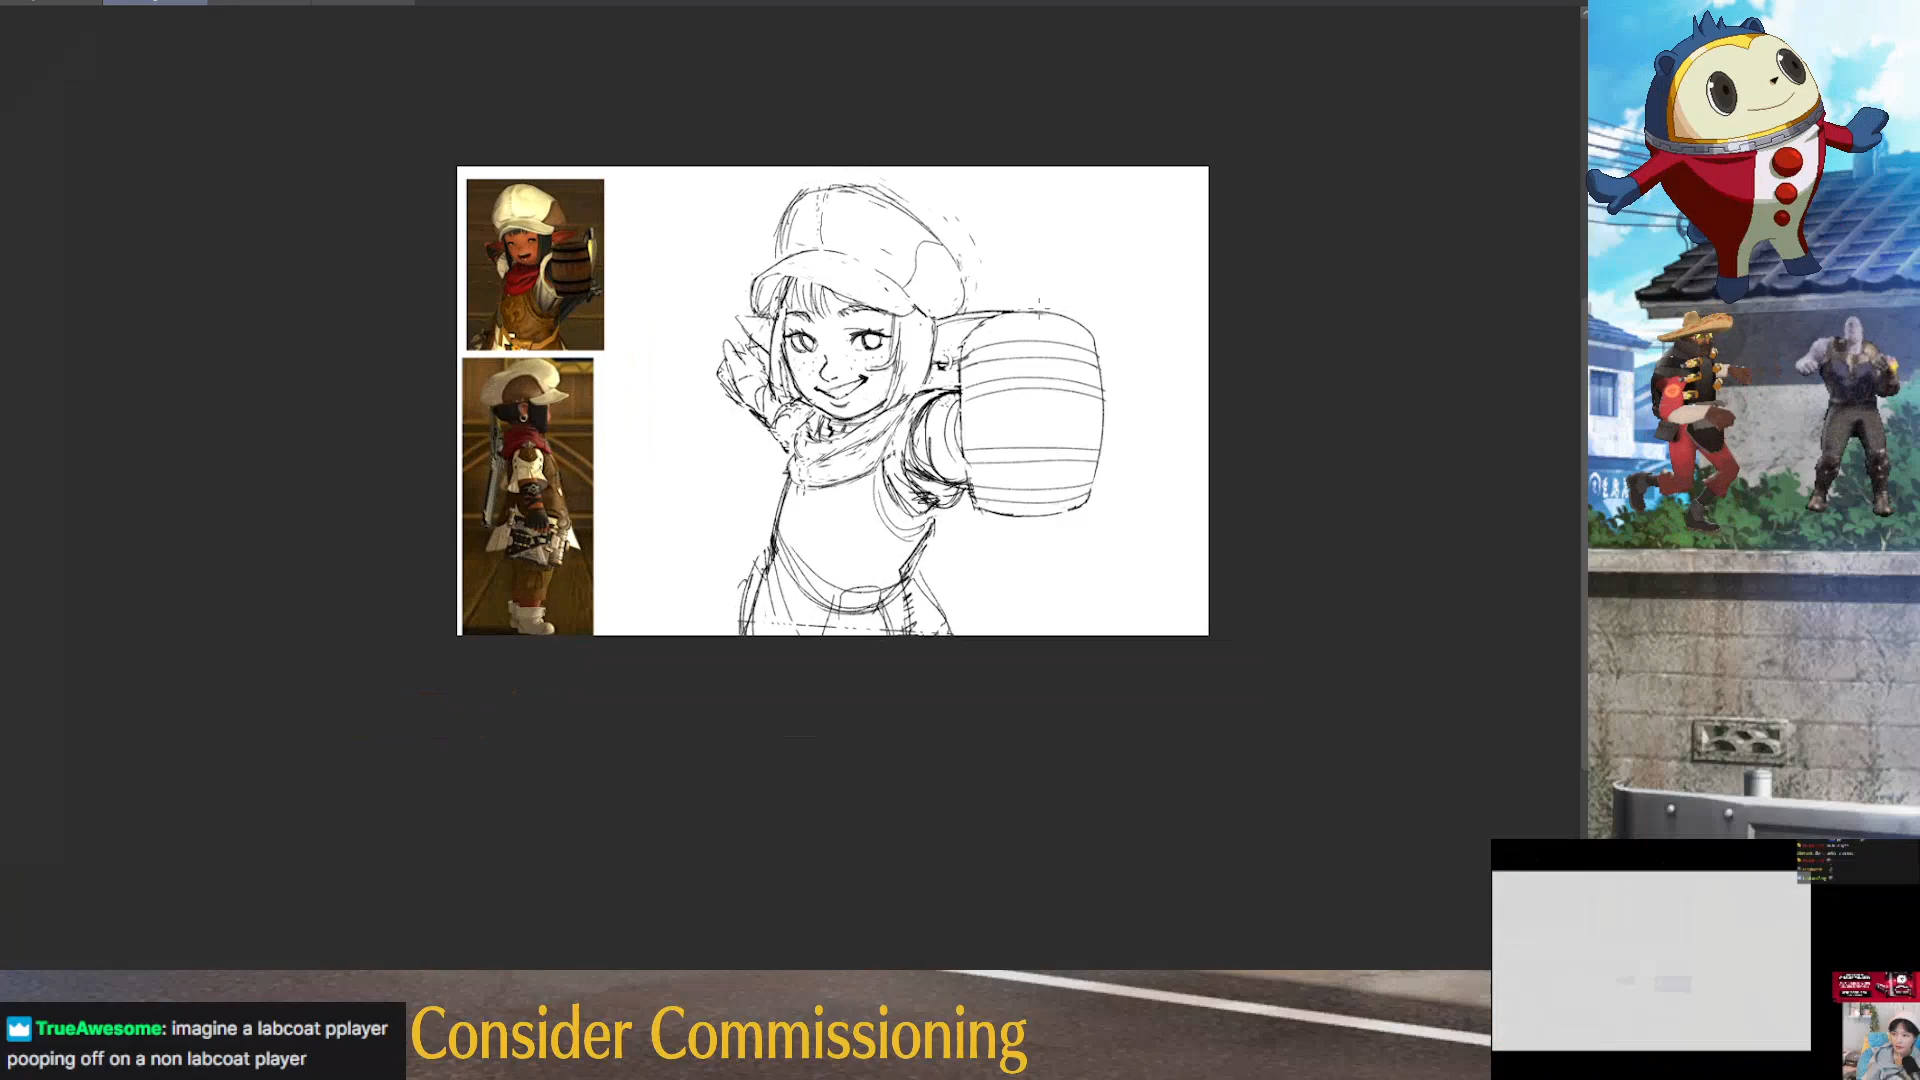 TrueAwesome: imagine a labcoat pplayer
pooping off on a non labcoat player
Consider Commissioning